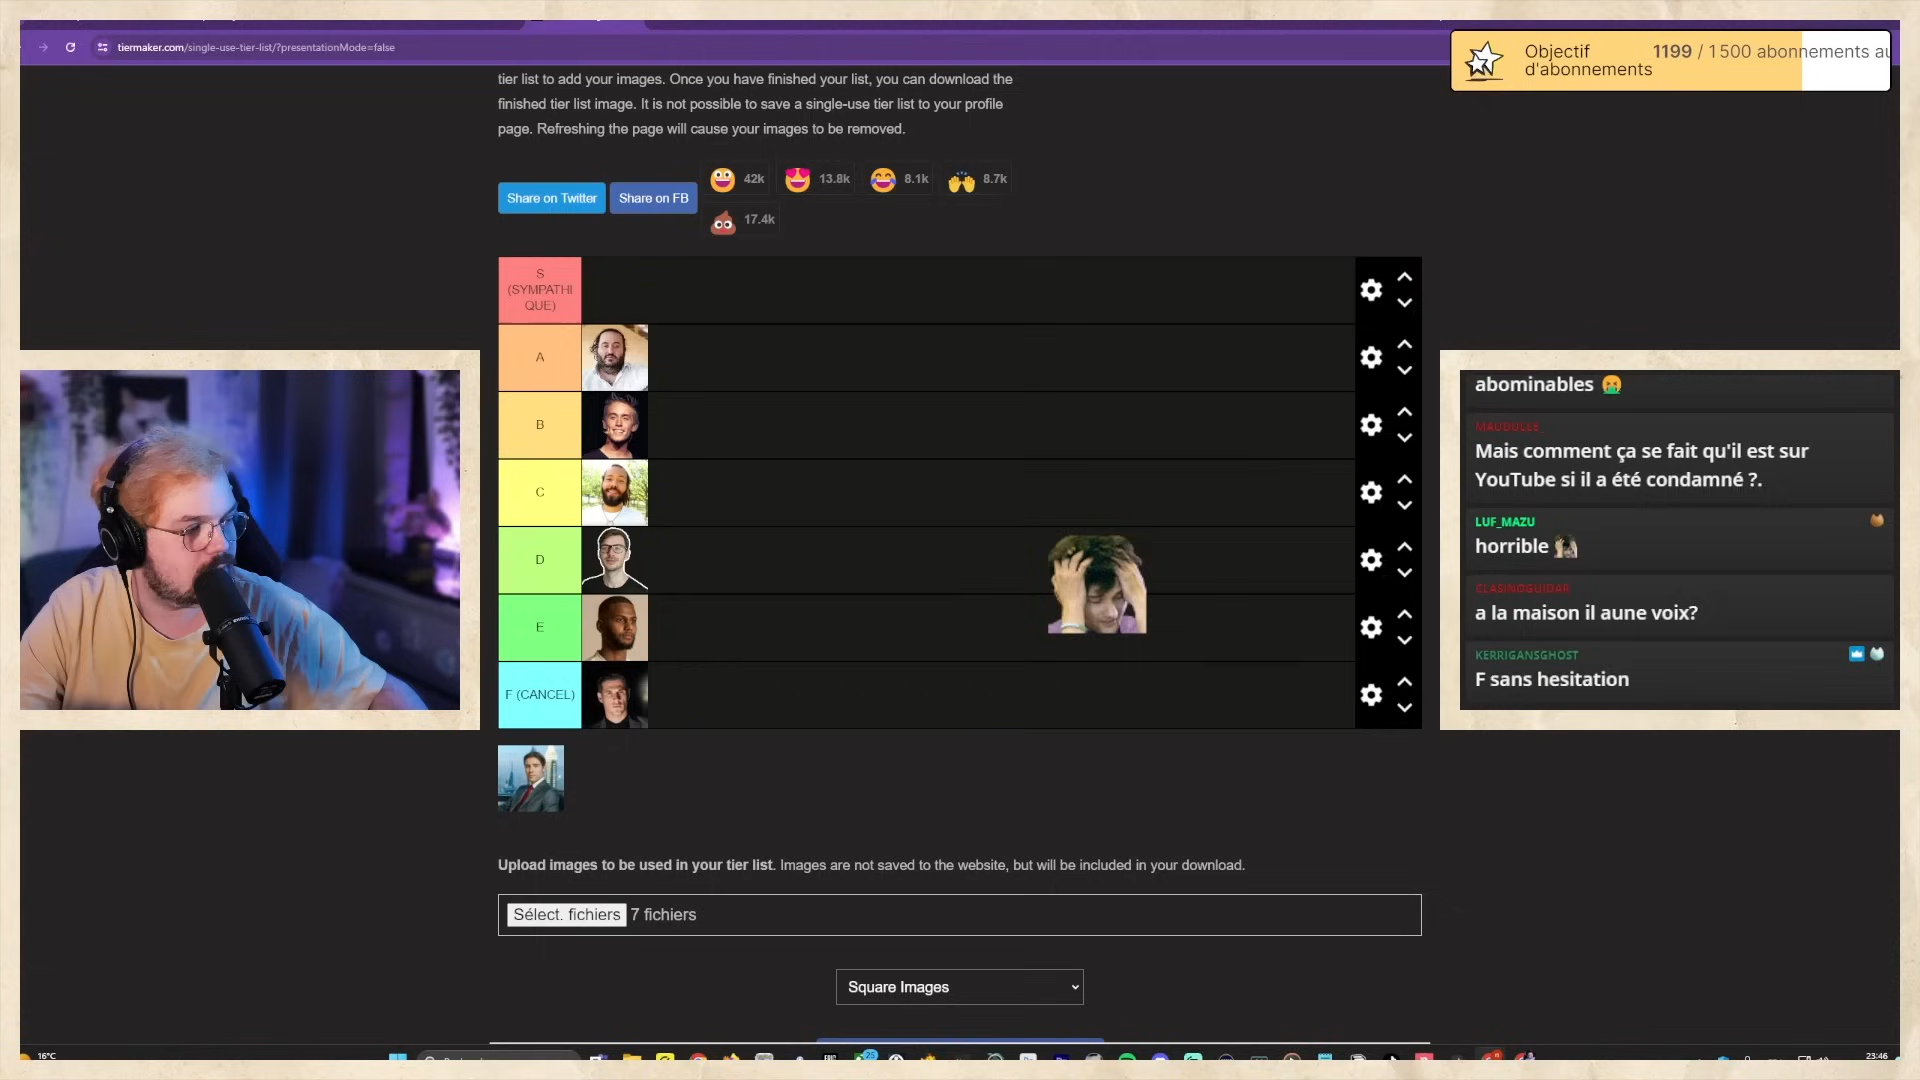 tiermaker.com/single-use-tier-list/?presentationMode=false
Objectif d'abonnements
1199 / 1500 abonnements au
tier list to add your images. Once you have finished your list, you can download the
finished tier list image. It is not possible to save a single-use tier list to your profile
page. Refreshing the page will cause your images to be removed.
Share on Twitter
Share on FB
42k
13.8k
8.1k
8.7k
17.4k
S
(SYMPATHI
QUE)
A
B
C
D
E
F (CANCEL)
abominables
MAUDULLE
Mais comment ça se fait qu'il est sur
YouTube si il a été condamné ?.
LUF_MAZU
horrible
CLASINOGUIDAR
a la maison il aune voix?
KERRIGANSGHOST
F sans hesitation
Upload images to be used in your tier list. Images are not saved to the website, but will be included in your download.
Sélect. fichiers 7 fichiers
Square Images
16°C
25
23:46